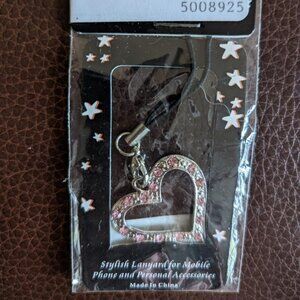 5008925
Stylish Lanyard for Mobile
Phone and Personal Accessories
Made In China